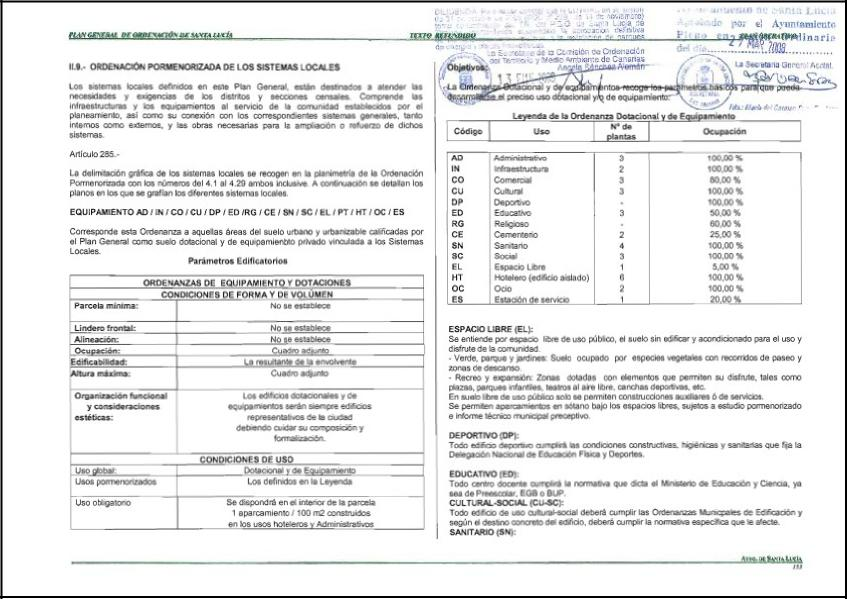 PLAN GENERAL DE ORDENACIÓN DE SANTA LUCÍA
TEXTO REFUNDIDO
II.9.- ORDENACIÓN PORMENORIZADA DE LOS SISTEMAS LOCALES
Los sistemas locales definidos en este Plan General, están destinados a atender las
necesidades y exigencias de los distritos y secciones censales. Comprende las
infraestructuras y los equipamientos al servicio de la comunidad establecidos por el
planeamiento, así como su conexión con los correspondientes sistemas generales, tanto
internos como externos, y las obras necesarias para la ampliación o refuerzo de dichos
sistemas.
Artículo 285.-
La delimitación gráfica de los sistemas locales se recogen en la planimetría de la Ordenación
Pormenorizada con los números del 4.1 al 4.29 ambos inclusive. A continuación se detallan los
planos en los que se grafían los diferentes sistemas locales.
EQUIPAMIENTO AD / IN / CO / CU / DP / ED /RG / CE / SN / SC / EL / PT / HT / OC / ES
Corresponde esta Ordenanza a aquellas áreas del suelo urbano y urbanizable calificadas por
el Plan General como suelo dotacional y de equipamiento privado vinculada a los Sistemas
Locales.
Parámetros Edificatorios
ORDENANZAS DE EQUIPAMIENTO Y DOTACIONES
CONDICIONES DE FORMA Y DE VOLÚMEN
Parcela mínima: No se establece
Lindero frontal: No se establece
Alineación: No se establece
Ocupación: Cuadro adjunto
Edificabilidad: La resultante de la envolvente
Altura máxima: Cuadro adjunto
Organización funcional Los edificios dotacionales y de
y consideraciones equipamientos serán siempre edificios
estéticas: representativos de la ciudad
debiendo cuidar su composición y
formalización.
CONDICIONES DE USO
Uso global: Dotacional y de Equipamiento
Usos pormenorizados Los definidos en la Leyenda
Uso obligatorio Se dispondrá en el interior de la parcela
1 aparcamiento / 100 m2 construidos
en los usos hoteleros y Administrativos
La Secretaria de la Comisión de Ordenación
del Territorio y Medio Ambiente de Canarias
Angela Sánchez Alemán
Aprobado por el Ayuntamiento
Pleno
del día
27 MAR 2008
La Secretaria General Acctal.
Objetivos:
La Ordenanza Dotacional y de equipamientos recoge los parámetros básicos para que pueda
desarrollarse el preciso uso dotacional y/o de equipamiento:
Leyenda de la Ordenanza Dotacional y de Equipamiento
Código Uso Nº de plantas Ocupación
AD Administrativo 3 100,00 %
IN Infraestructura 2 100,00 %
CO Comercial 3 80,00 %
CU Cultural 3 100,00 %
DP Deportivo - 100,00 %
ED Educativo 3 50,00 %
RG Religioso - 60,00 %
CE Cementerio 2 25,00 %
SN Sanitario 4 100,00 %
SC Social 3 100,00 %
EL Espacio Libre 1 5,00 %
HT Hotelero (edificio aislado) 6 100,00 %
OC Ocio 2 100,00 %
ES Estación de servicio 1 20,00 %
ESPACIO LIBRE (EL):
Se entiende por espacio libre de uso público, el suelo sin edificar y acondicionado para el uso y
disfrute de la comunidad.
- Verde, parque y jardines: Suelo ocupado por especies vegetales con recorridos de paseo y
zonas de descanso.
- Recreo y expansión: Zonas dotadas con elementos que permiten su disfrute, tales como
plazas, parques infantiles, teatros al aire libre, canchas deportivas, etc.
En suelo libre de uso público solo se permiten construcciones auxiliares ó de servicios.
Se permiten aparcamientos en sótano bajo los espacios libres, sujetos a estudio pormenorizado
e informe técnico municipal preceptivo.
DEPORTIVO (DP):
Todo edificio deportivo cumplirá las condiciones constructivas, higiénicas y sanitarias que fija la
Delegación Nacional de Educación Física y Deportes.
EDUCATIVO (ED):
Todo centro docente cumplirá la normativa que dicta el Ministerio de Educación y Ciencia, ya
sea de Preescolar, EGB o BUP.
CULTURAL-SOCIAL (CU-SC):
Todo edificio de uso cultural-social deberá cumplir las Ordenanzas Municpales de Edificación y
según el destino concreto del edificio, deberá cumplir la normativa específica que le afecte.
SANITARIO (SN):
AYTO. DE SANTA LUCÍA
153